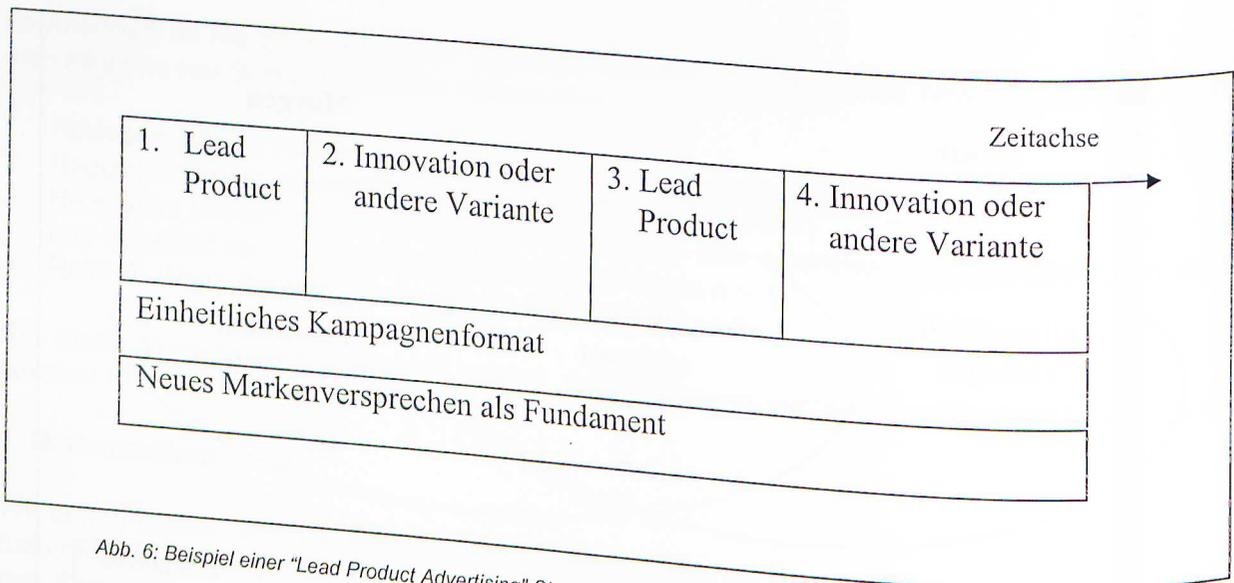 Zeitachse
1. Lead
Product
2. Innovation oder
andere Variante
3. Lead
Product
4. Innovation oder
andere Variante
Einheitliches Kampagnenformat
Neues Markenversprechen als Fundament
Abb. 6: Beispiel einer "Lead Product Advertising"